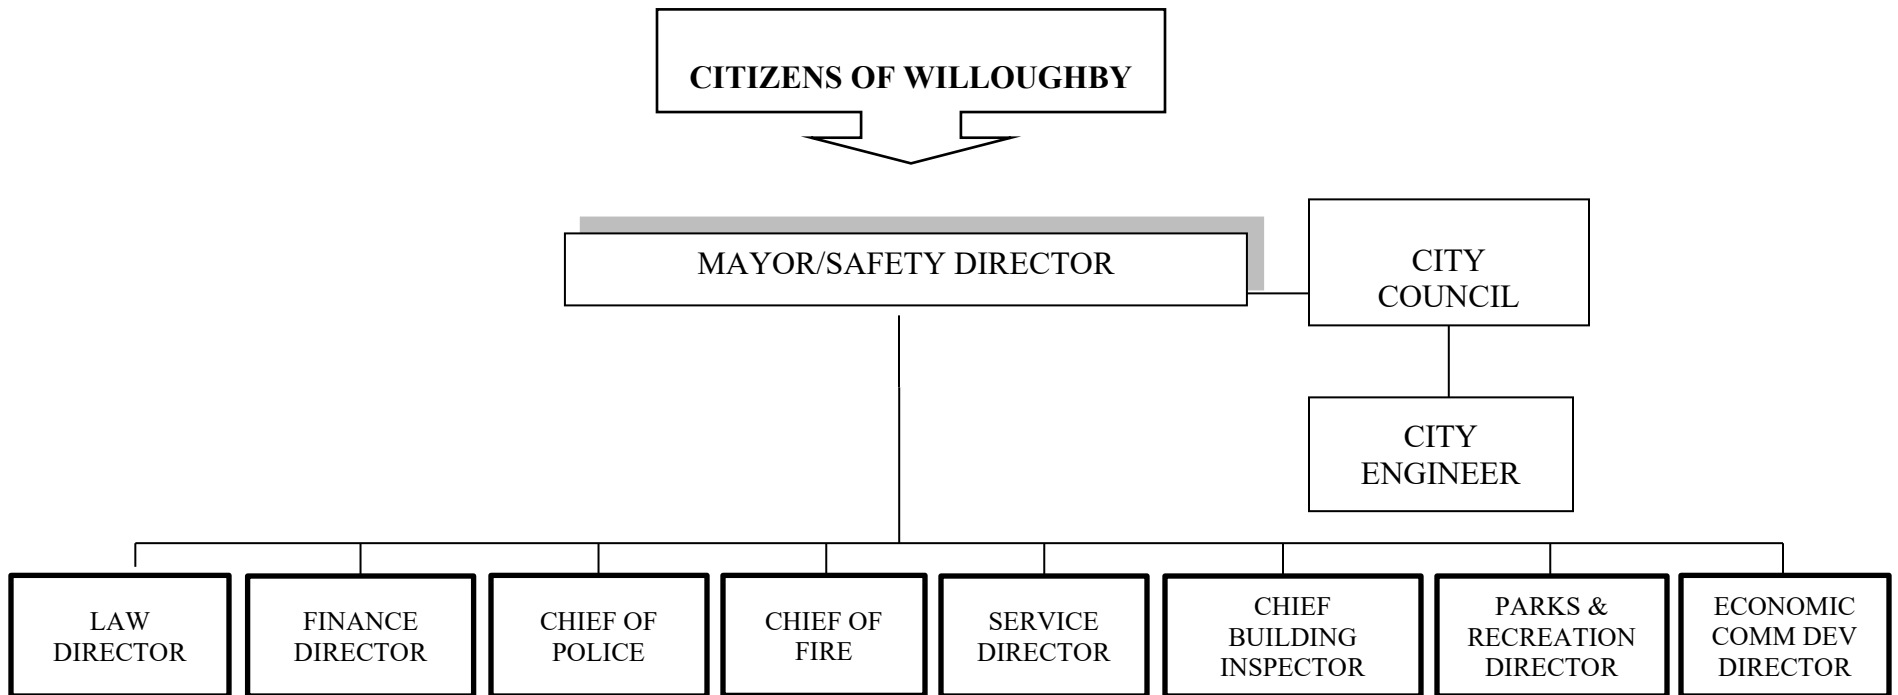 CITIZENS OF WILLOUGHBY
MAYOR/SAFETY DIRECTOR
CITY
COUNCIL
CITY
ENGINEER
LAW
DIRECTOR
FINANCE
DIRECTOR
CHIEF OF
POLICE
CHIEF OF
FIRE
SERVICE
DIRECTOR
CHIEF
BUILDING
INSPECTOR
PARKS &
RECREATION
DIRECTOR
ECONOMIC
COMM DEV
DIRECTOR